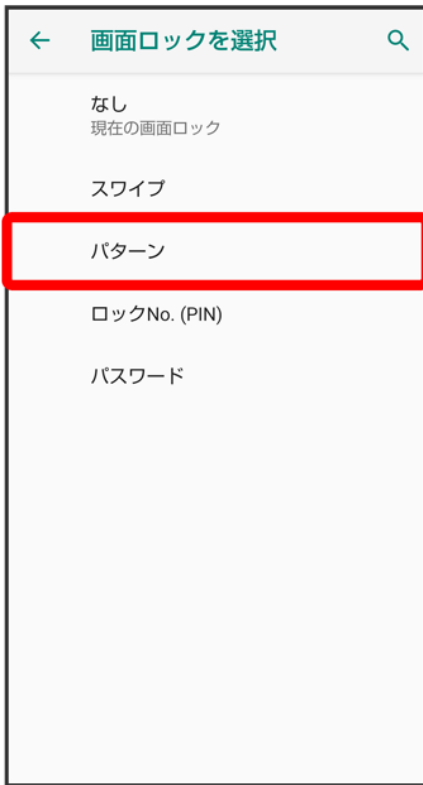 画面ロックを選択
なし
現在の画面ロック
スワイプ
パターン
ロックNo. (PIN)
パスワード